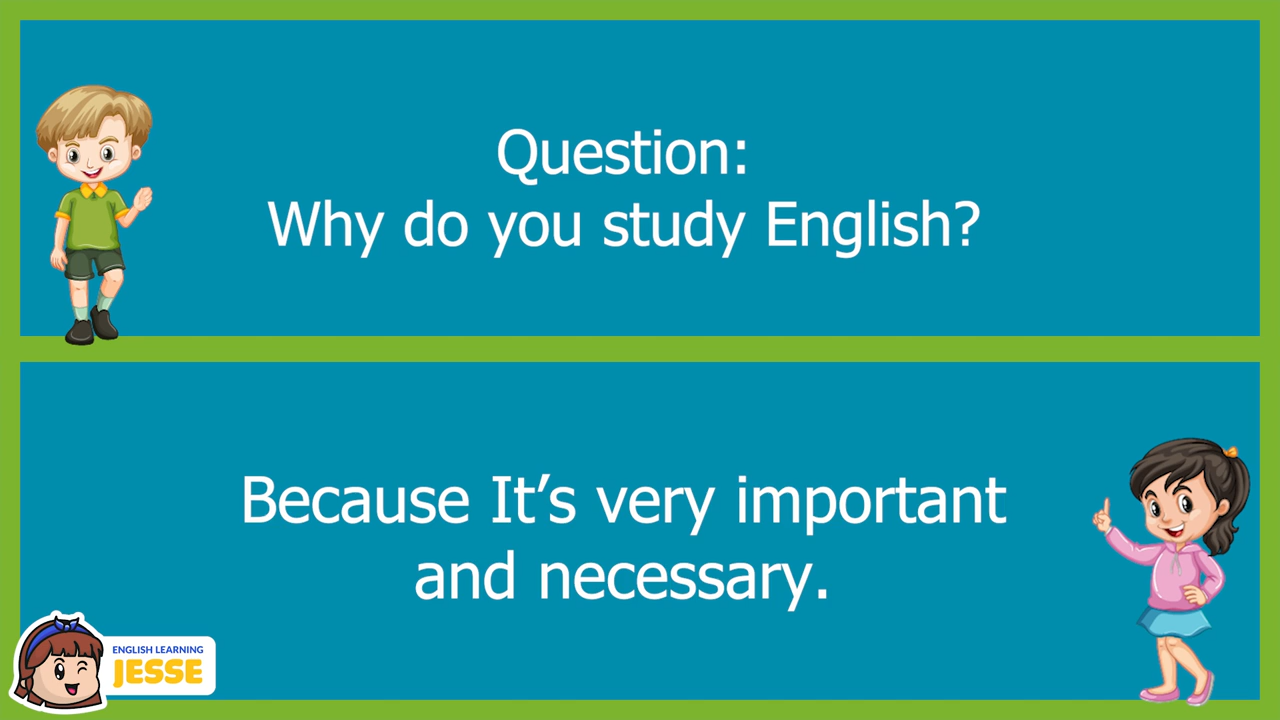 Question:
Why do you study English?
Because It’s very important
and necessary.
ENGLISH LEARNING
JESSE